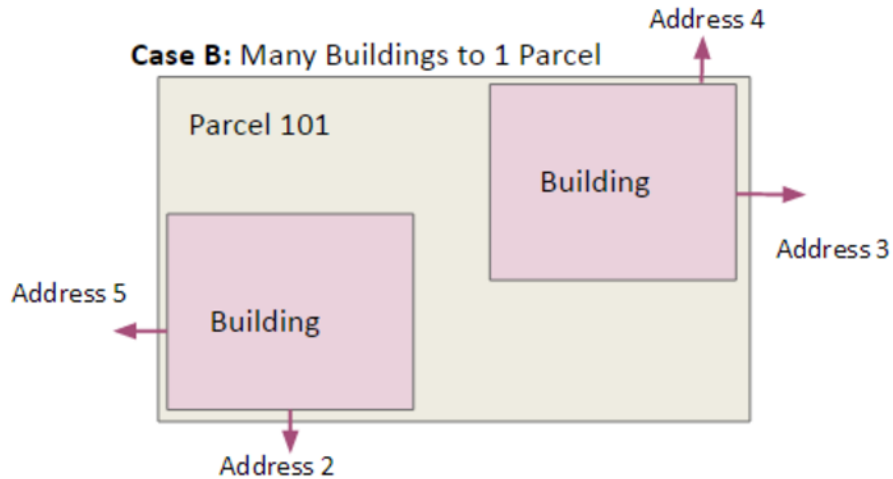 Address 4
Case B: Many Buildings to 1 Parcel
Parcel 101
Building
Address 3
Address 5
Building
Address 2